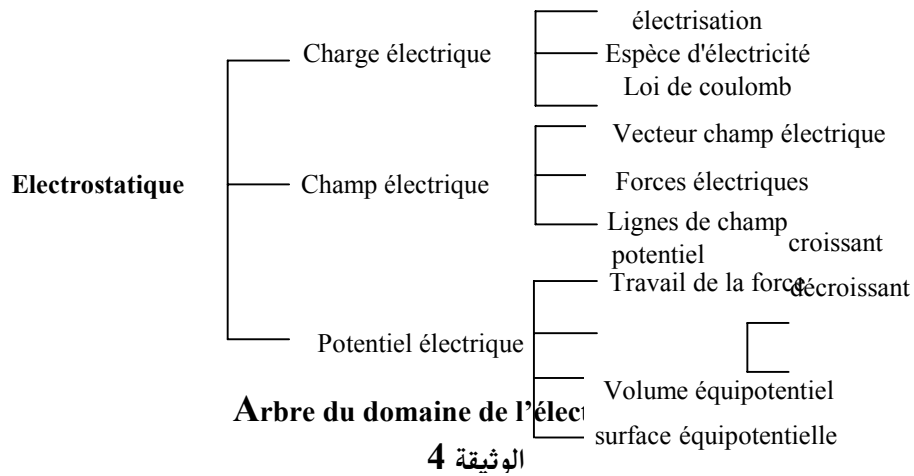 électrisation
Charge électrique
Espèce d'électricité
Loi de coulomb
Vecteur champ électrique
Electrostatique
Champ électrique
Forces électriques
Lignes de champ
potentiel
croissant
Travail de la force
décroissant
Potentiel électrique
Volume équipotentiel
Arbre du domaine de l'élect
surface équipotentielle
الوثيقة 4